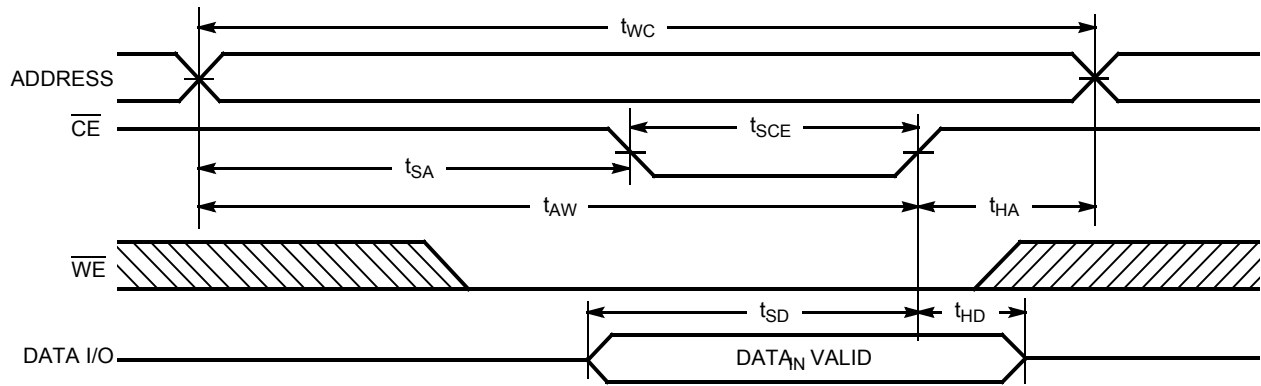 tWC
ADDRESS
CE
tSCE
tSA
tAW
tHA
WE
tSD
tHD
DATA I/O
DATAIN VALID